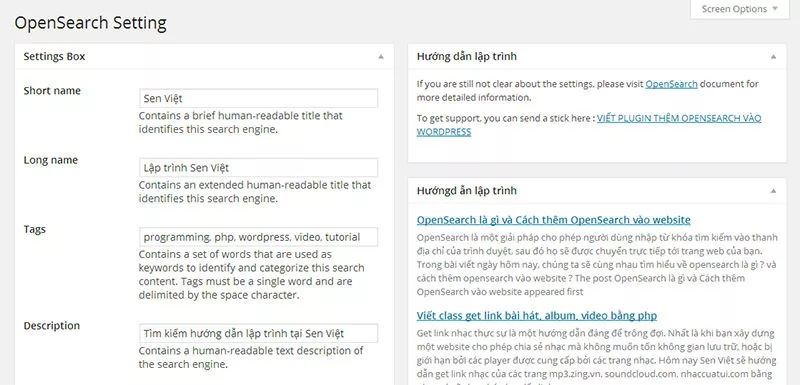 Screen Options
OpenSearch Setting
Settings Box
Short name
Sen Việt
Contains a brief human-readable title that
identifies this search engine.
Long name
Lập trình Sen Việt
Contains an extended human-readable title that
identifies this search engine.
Tags
programming, php, wordpress, video, tutorial
Contains a set of words that are used as
keywords to identify and categorize this search
content. Tags must be a single word and are
delimited by the space character.
Description
Tìm kiếm hướng dẫn lập trình tại Sen Việt
Contains a human-readable text description of
the search engine.
Hướng dẫn lập trình
If you are still not clear about the settings, please visit OpenSearch document for
more detailed information.
To get support, you can send a stick here : VIẾT PLUGIN THÊM OPENSEARCH VÀO
WORDPRESS
Hướngd ẫn lập trình
OpenSearch là gì và Cách thêm OpenSearch vào website
OpenSearch là một giải pháp cho phép người dùng nhập từ khóa tìm kiếm vào thanh
địa chỉ của trình duyệt, sau đó họ sẽ được chuyển trực tiếp tới trang web của bạn.
Trong bài viết ngày hôm nay, chúng ta sẽ cùng nhau tìm hiểu về opensearch là gì ? và
cách thêm opensearch vào website ? The post OpenSearch là gì và Cách thêm
OpenSearch vào website appeared first
Viết class get link bài hát, album, video bằng php
Get link nhạc thực sự là một hướng dẫn đáng để trông đợi. Nhất là khi bạn xây dựng
một website cho phép chia sẻ nhạc mà không muốn tốn không gian lưu trữ, hoặc bị
giới hạn bởi các player được cung cấp bởi các trang nhạc. Hôm nay Sen Việt sẽ hướng
dẫn get link nhạc của các trang mp3.zing.vn, soundcloud.com, nhaccuatui.com bằng